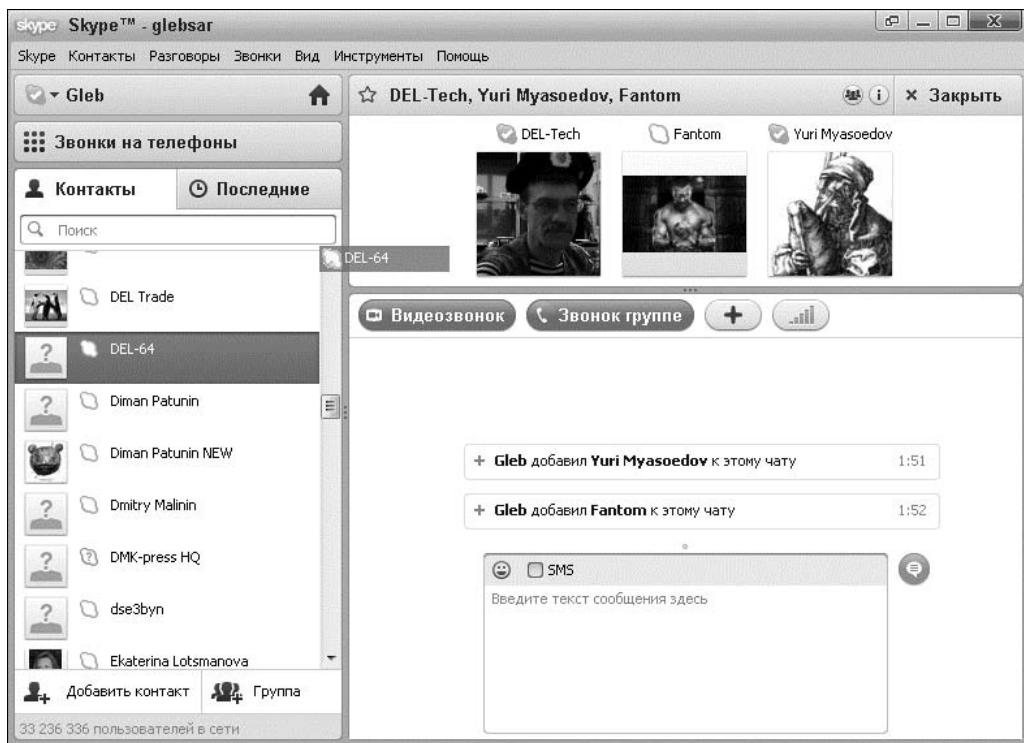 Skype™ - glebsar
Skype Контакты Разговоры Звонки Вид Инструменты Помощь
Gleb
Звонки на телефоны
Контакты
Последние
Поиск
DEL-64
DEL Trade
DEL-64
Diman Patunin
Diman Patunin NEW
Dmitry Malinin
DMK-press HQ
dse3byn
Ekaterina Lotsmanova
Добавить контакт
Группа
33 236 336 пользователей в сети
DEL-Tech, Yuri Myasoedov, Fantom
Закрыть
DEL-Tech
Fantom
Yuri Myasoedov
Видеозвонок
Звонок группе
Gleb добавил Yuri Myasoedov к этому чату 1:51
Gleb добавил Fantom к этому чату 1:52
SMS
Введите текст сообщения здесь